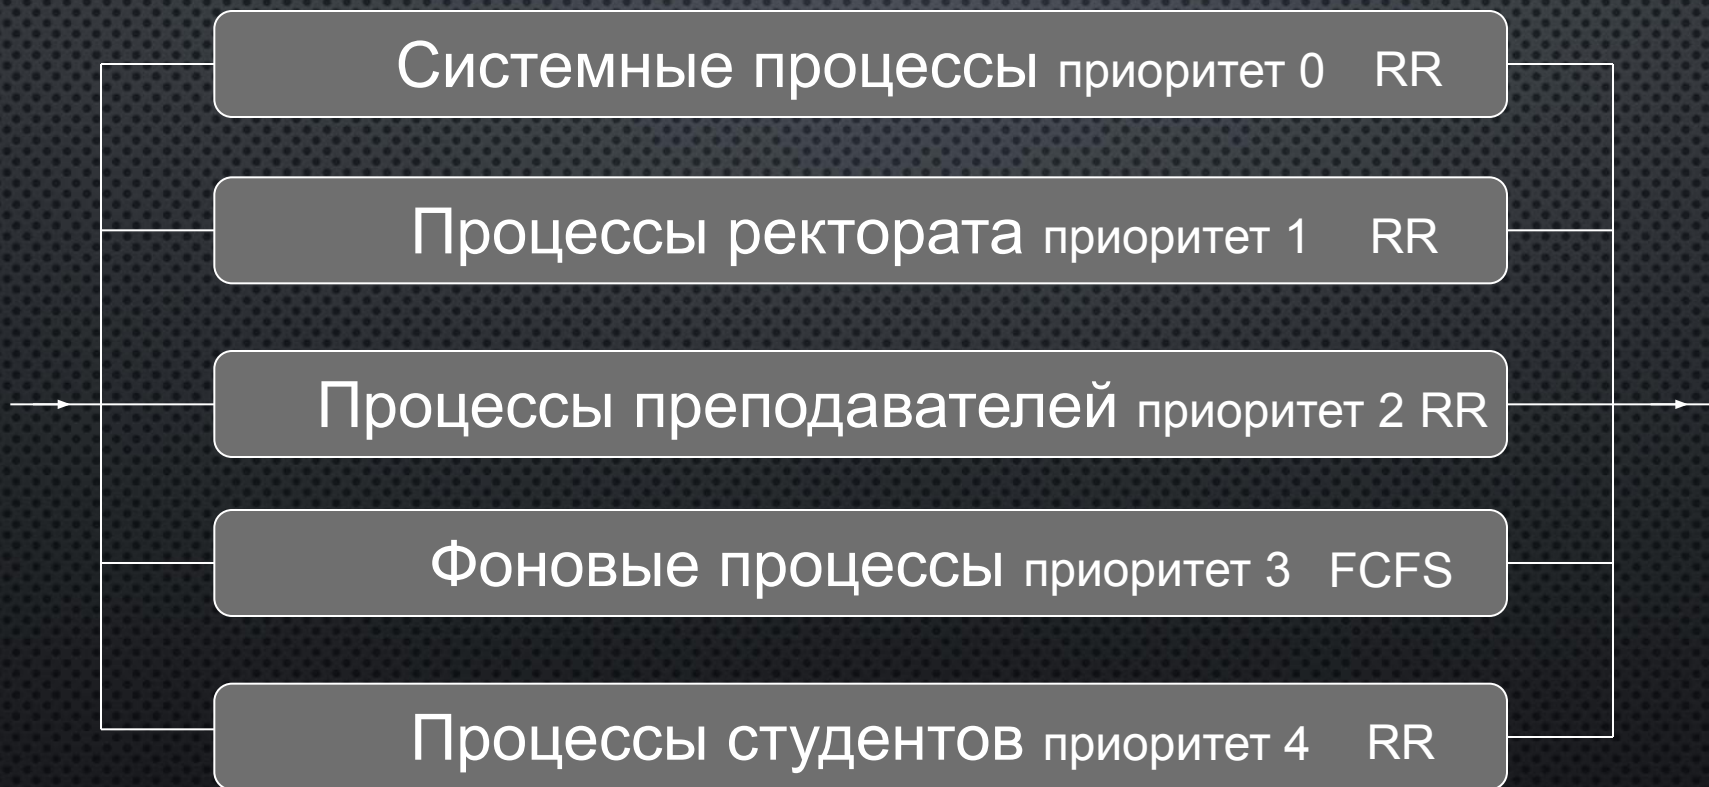 Системные процессы приоритет 0 RR
Процессы ректората приоритет 1 RR
Процессы преподавателей приоритет 2 RR
Фоновые процессы приоритет 3 FCFS
Процессы студентов приоритет 4 RR